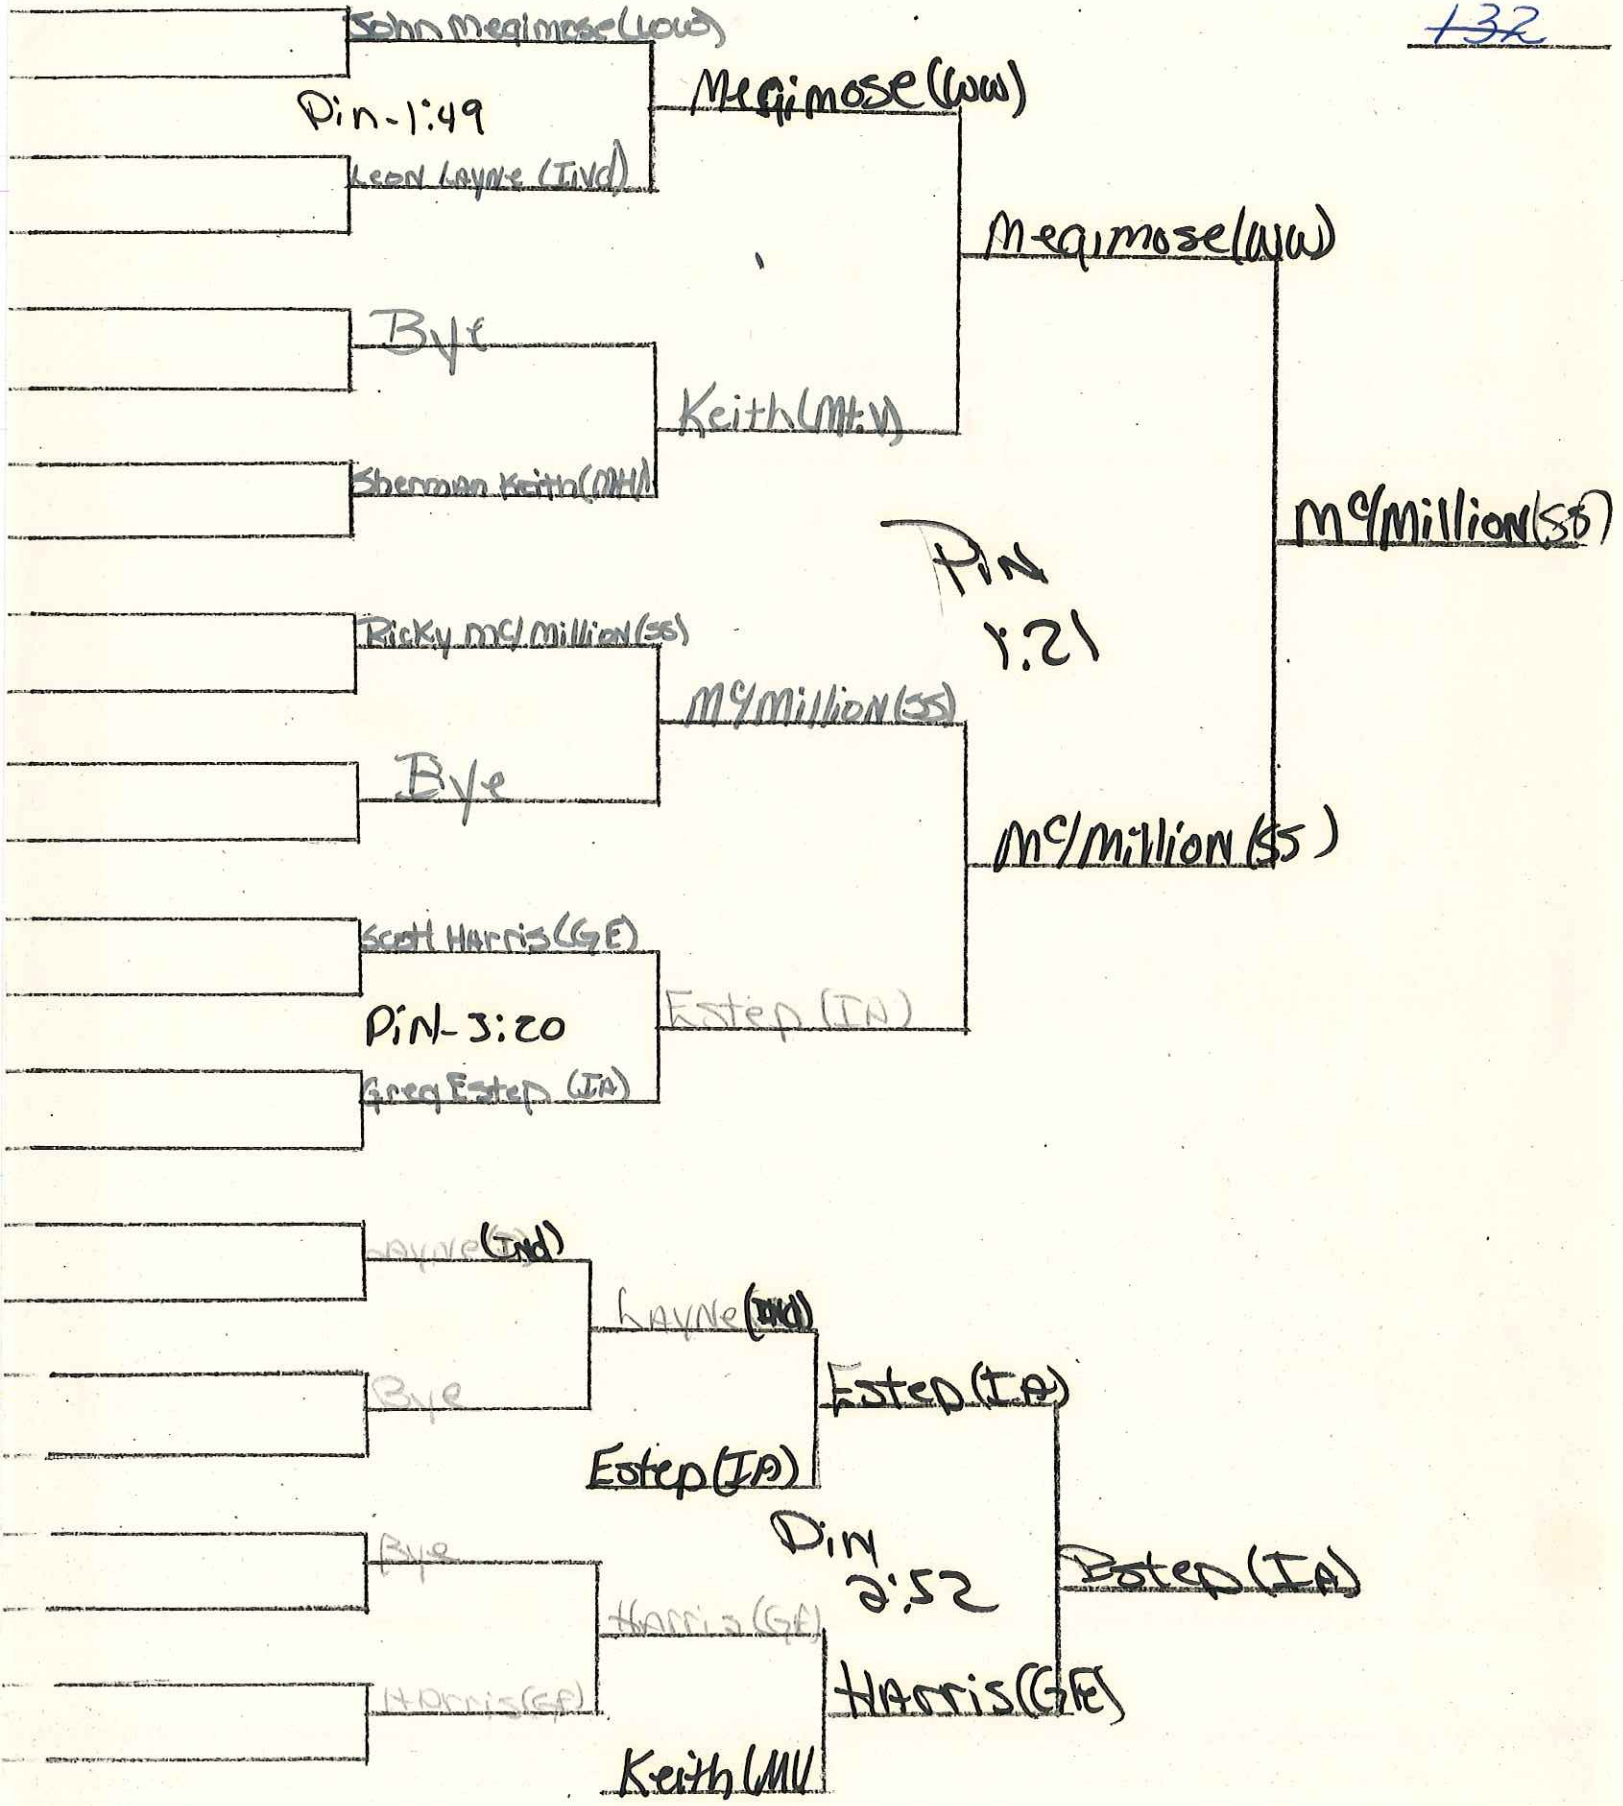 132
John Megimose (WW)
Megimose (WW)
Pin-1:49
Leon Layne (Ind)
Megimose (WW)
Bye
Keith (Mt.V)
Sherman Keith (Mt.V)
McMillion (SS)
Pin
1:21
Ricky McMillion (SS)
McMillion (SS)
Bye
McMillion (SS)
Scott Harris (GE)
Estep (IA)
Pin-3:20
Greg Estep (IA)
Layne (Ind)
Layne (Ind)
Bye
Estep (IA)
Estep (IA)
Pin
2:52
Bye
Estep (IA)
Harris (GE)
Harris (GE)
Harris (GE)
Keith (MV